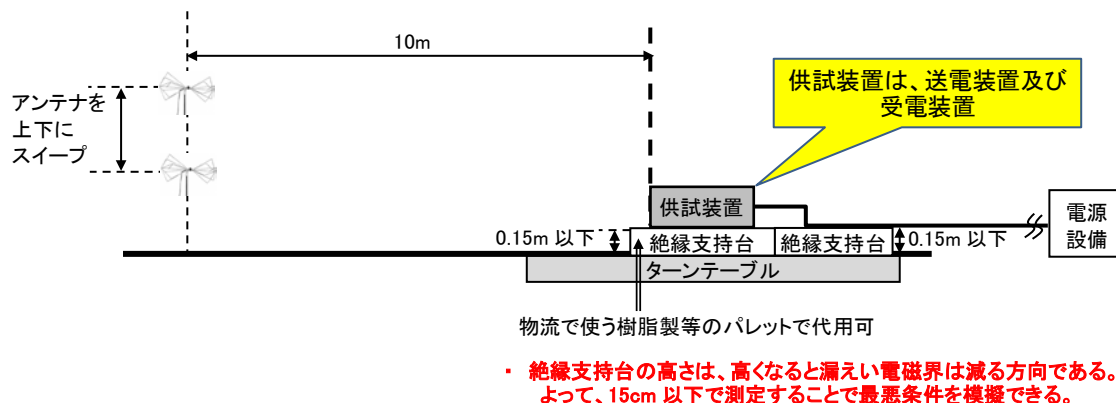 10m
アンテナを
上下に
スイープ
供試装置は、送電装置及び
受電装置
供試装置
電源
設備
0.15m 以下
絶縁支持台
絶縁支持台
0.15m 以下
ターンテーブル
物流で使う樹脂製等のパレットで代用可
・ 絶縁支持台の高さは、高くなると漏えい電磁界は減る方向である。
よって、15cm 以下で測定することで最悪条件を模擬できる。